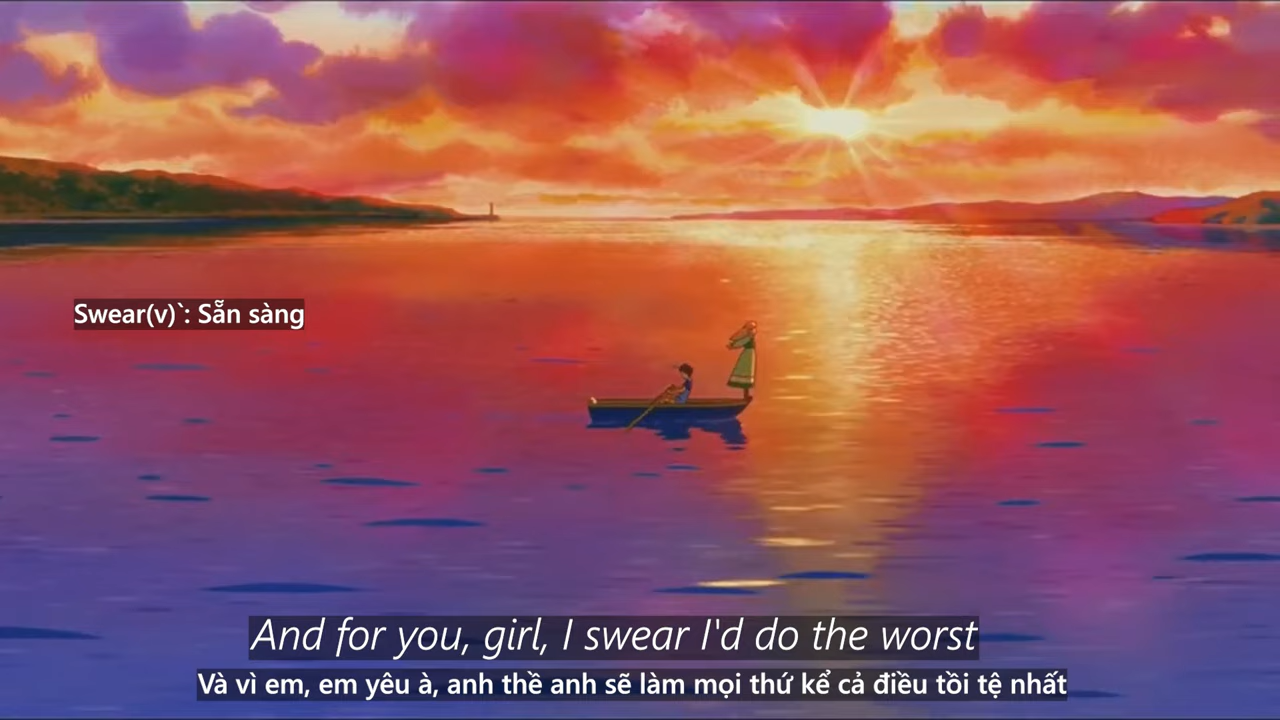 Swear(v)`: Sẵn sàng
And for you, girl, I swear I'd do the worst
Và vì em, em yêu à, anh thề anh sẽ làm mọi thứ kể cả điều tồi tệ nhất